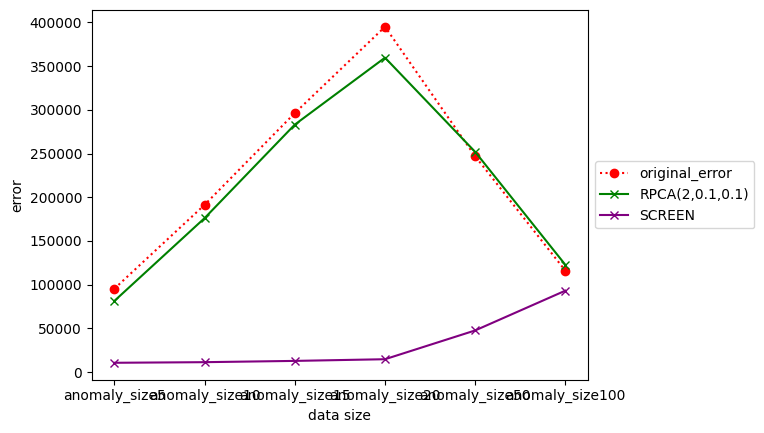 400000
350000
300000
250000
200000
150000
100000
50000
0
error
anomaly_size5 anomaly_size10 anomaly_size15 anomaly_size20 anomaly_size50 anomaly_size100
data size
original_error
RPCA(2,0.1,0.1)
SCREEN